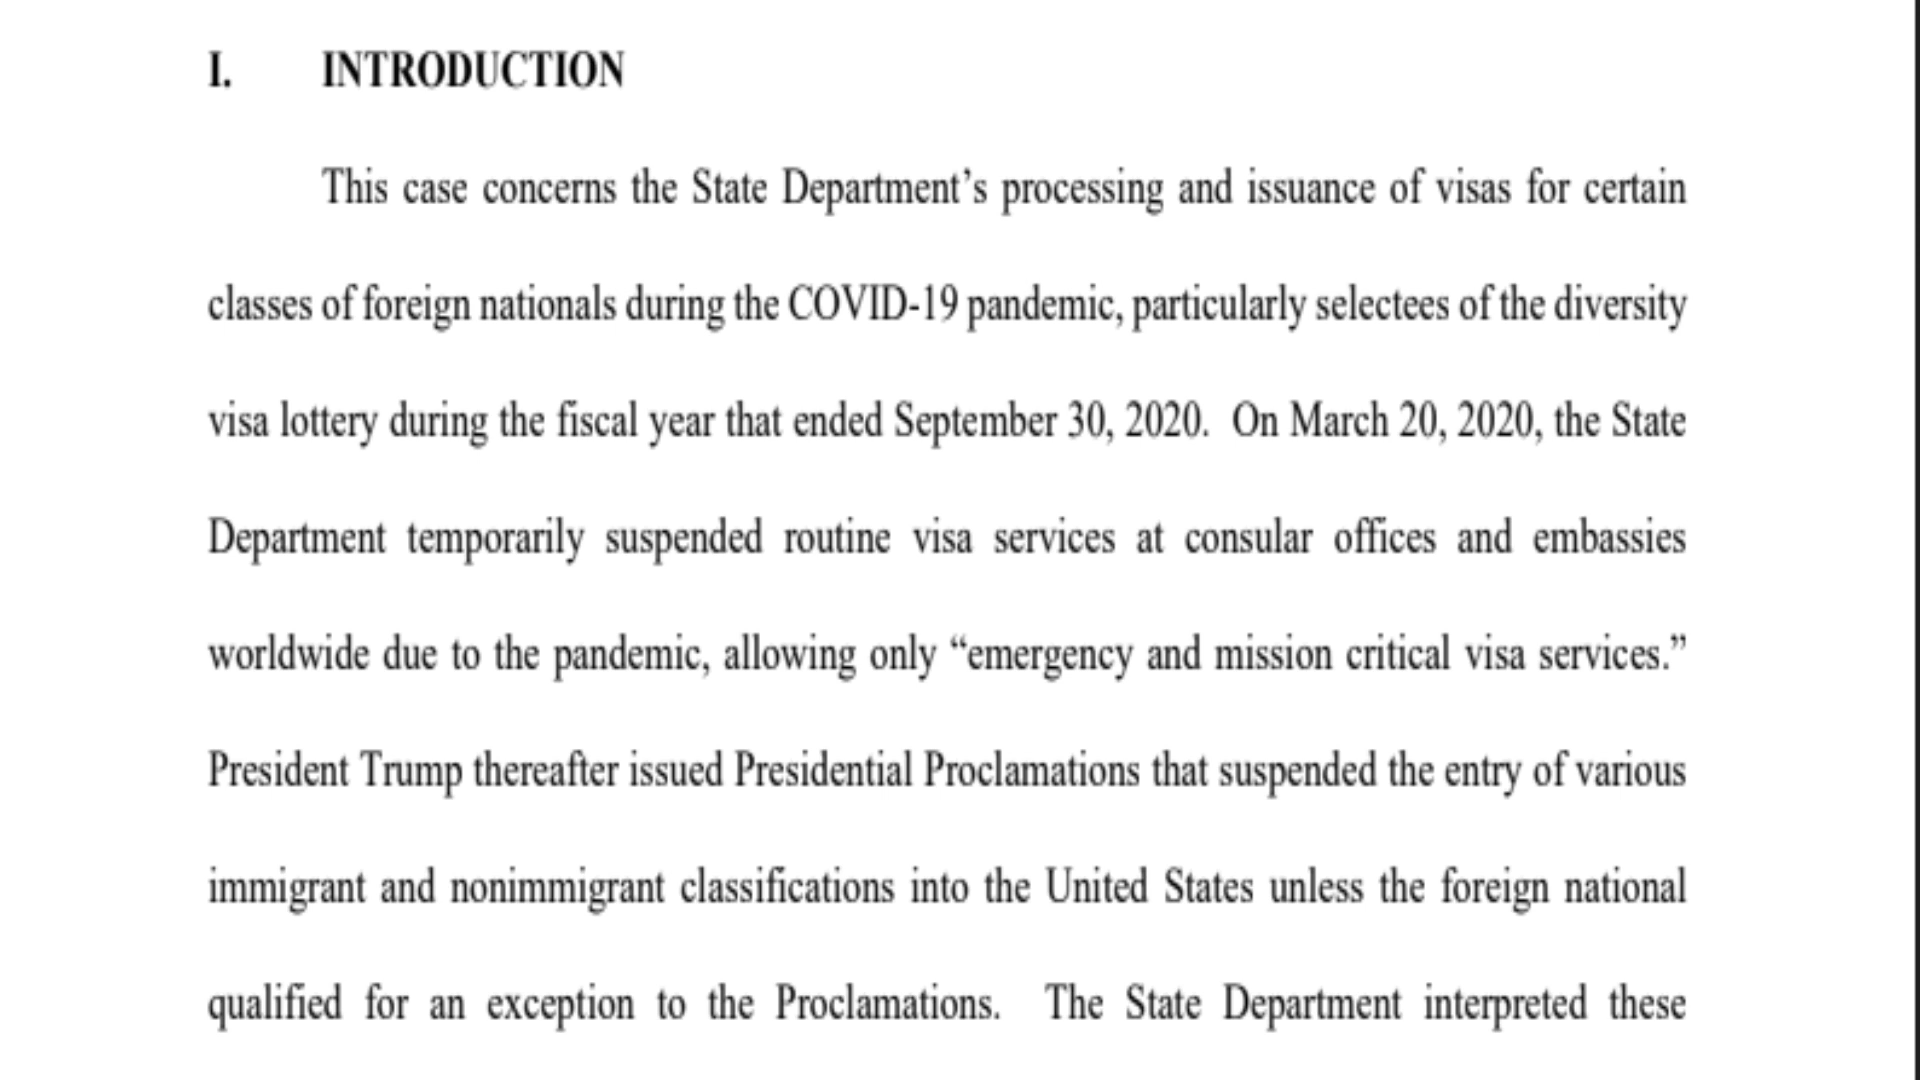 I. INTRODUCTION
This case concerns the State Department’s processing and issuance of visas for certain
classes of foreign nationals during the COVID-19 pandemic, particularly selectees of the diversity
visa lottery during the fiscal year that ended September 30, 2020.  On March 20, 2020, the State
Department temporarily suspended routine visa services at consular offices and embassies
worldwide due to the pandemic, allowing only “emergency and mission critical visa services.”
President Trump thereafter issued Presidential Proclamations that suspended the entry of various
immigrant and nonimmigrant classifications into the United States unless the foreign national
qualified for an exception to the Proclamations.  The State Department interpreted these